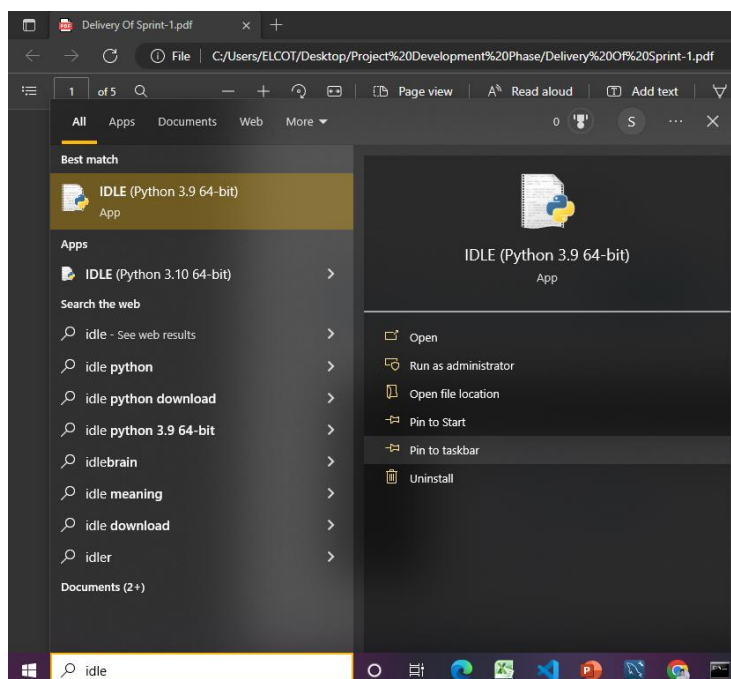 Delivery Of Sprint-1.pdf
File C:/Users/ELCOT/Desktop/Project%20Development%20Phase/Delivery%20Of%20Sprint-1.pdf
1 of 5 Page view Read aloud Add text
All Apps Documents Web More 0 S
Best match
IDLE (Python 3.9 64-bit)
App
Apps
IDLE (Python 3.10 64-bit)
Search the web
idle - See web results
idle python
idle python download
idle python 3.9 64-bit
idlebrain
idle meaning
idle download
idler
Documents (2+)
IDLE (Python 3.9 64-bit)
App
Open
Run as administrator
Open file location
Pin to Start
Pin to taskbar
Uninstall
idle